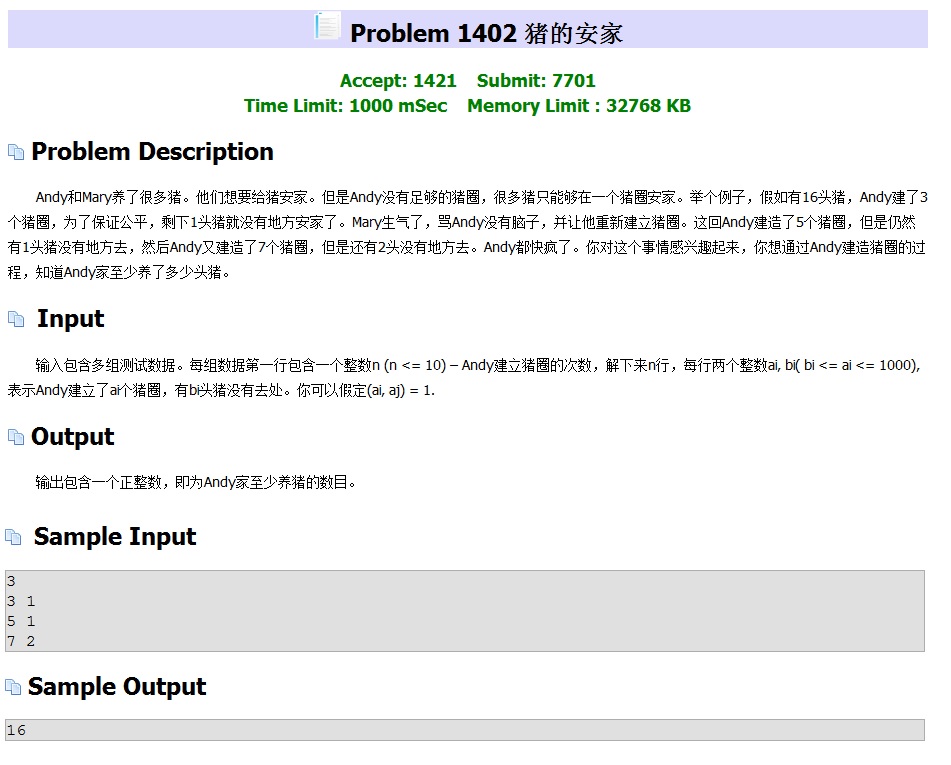 Problem 1402 猪的安家
Accept: 1421 Submit: 7701
Time Limit: 1000 mSec Memory Limit : 32768 KB
Problem Description
Andy和Mary养了很多猪。他们想要给猪安家。但是Andy没有足够的猪圈，很多猪只能够在一个猪圈安家。举个例子，假如有16头猪，Andy建了3
个猪圈，为了保证公平，剩下1头猪就没有地方安家了。Mary生气了，骂Andy没有脑子，并让他重新建立猪圈。这回Andy建造了5个猪圈，但是仍然
有1头猪没有地方去，然后Andy又建造了7个猪圈，但是还有2头没有地方去。Andy都快疯了。你对这个事情感兴趣起来，你想通过Andy建造猪圈的过
程，知道Andy家至少养了多少头猪。
Input
输入包含多组测试数据。每组数据第一行包含一个整数n (n <= 10) – Andy建立猪圈的次数，解下来n行，每行两个整数ai, bi( bi <= ai <= 1000),
表示Andy建立了ai个猪圈，有bi头猪没有去处。你可以假定(ai, aj) = 1.
Output
输出包含一个正整数，即为Andy家至少养猪的数目。
Sample Input
3
3 1
5 1
7 2
Sample Output
16